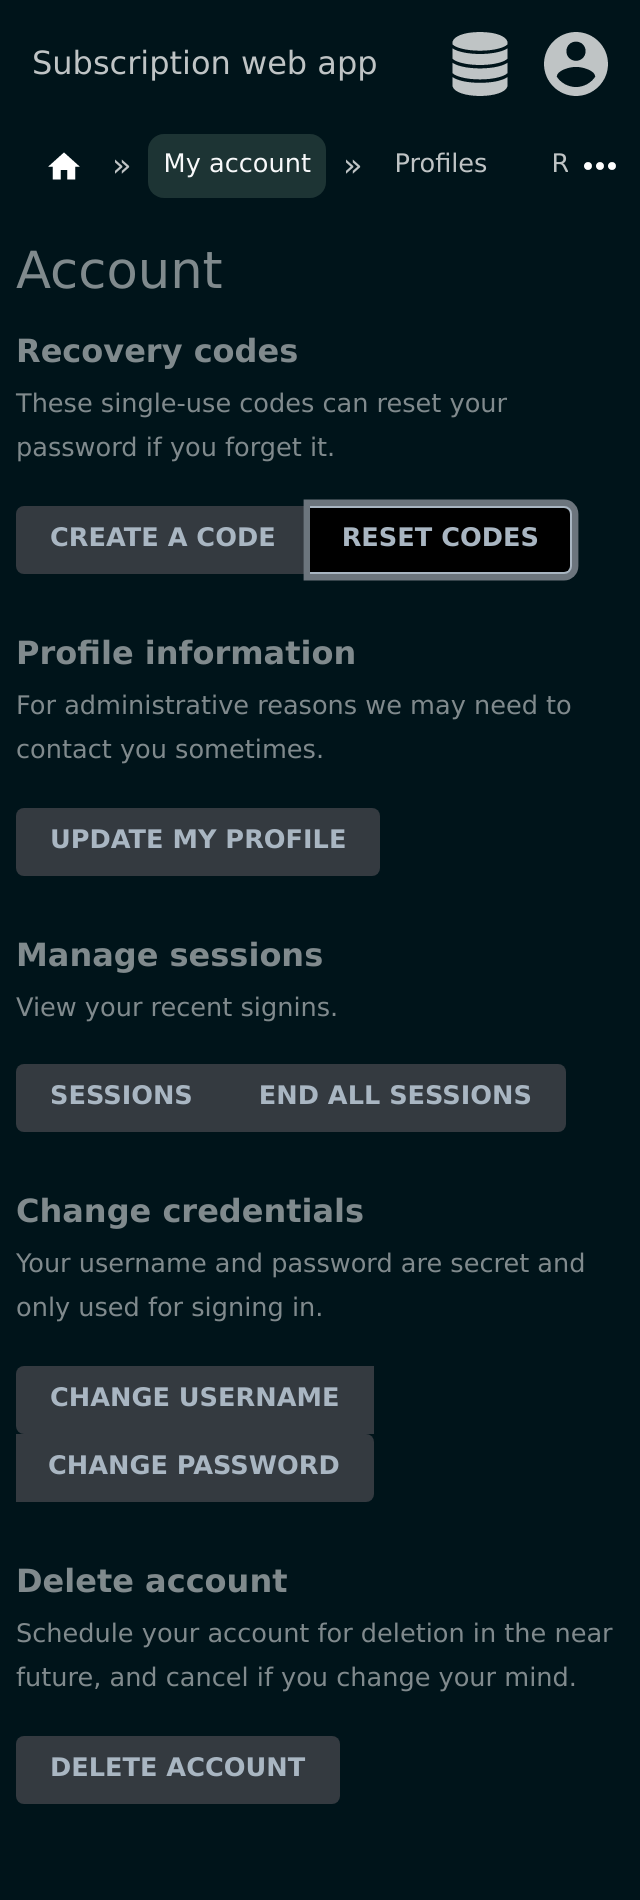 Subscription web app
» My account » Profiles R •••
Account
Recovery codes
These single-use codes can reset your
password if you forget it.
CREATE A CODE RESET CODES
Profile information
For administrative reasons we may need to
contact you sometimes.
UPDATE MY PROFILE
Manage sessions
View your recent signins.
SESSIONS END ALL SESSIONS
Change credentials
Your username and password are secret and
only used for signing in.
CHANGE USERNAME
CHANGE PASSWORD
Delete account
Schedule your account for deletion in the near
future, and cancel if you change your mind.
DELETE ACCOUNT